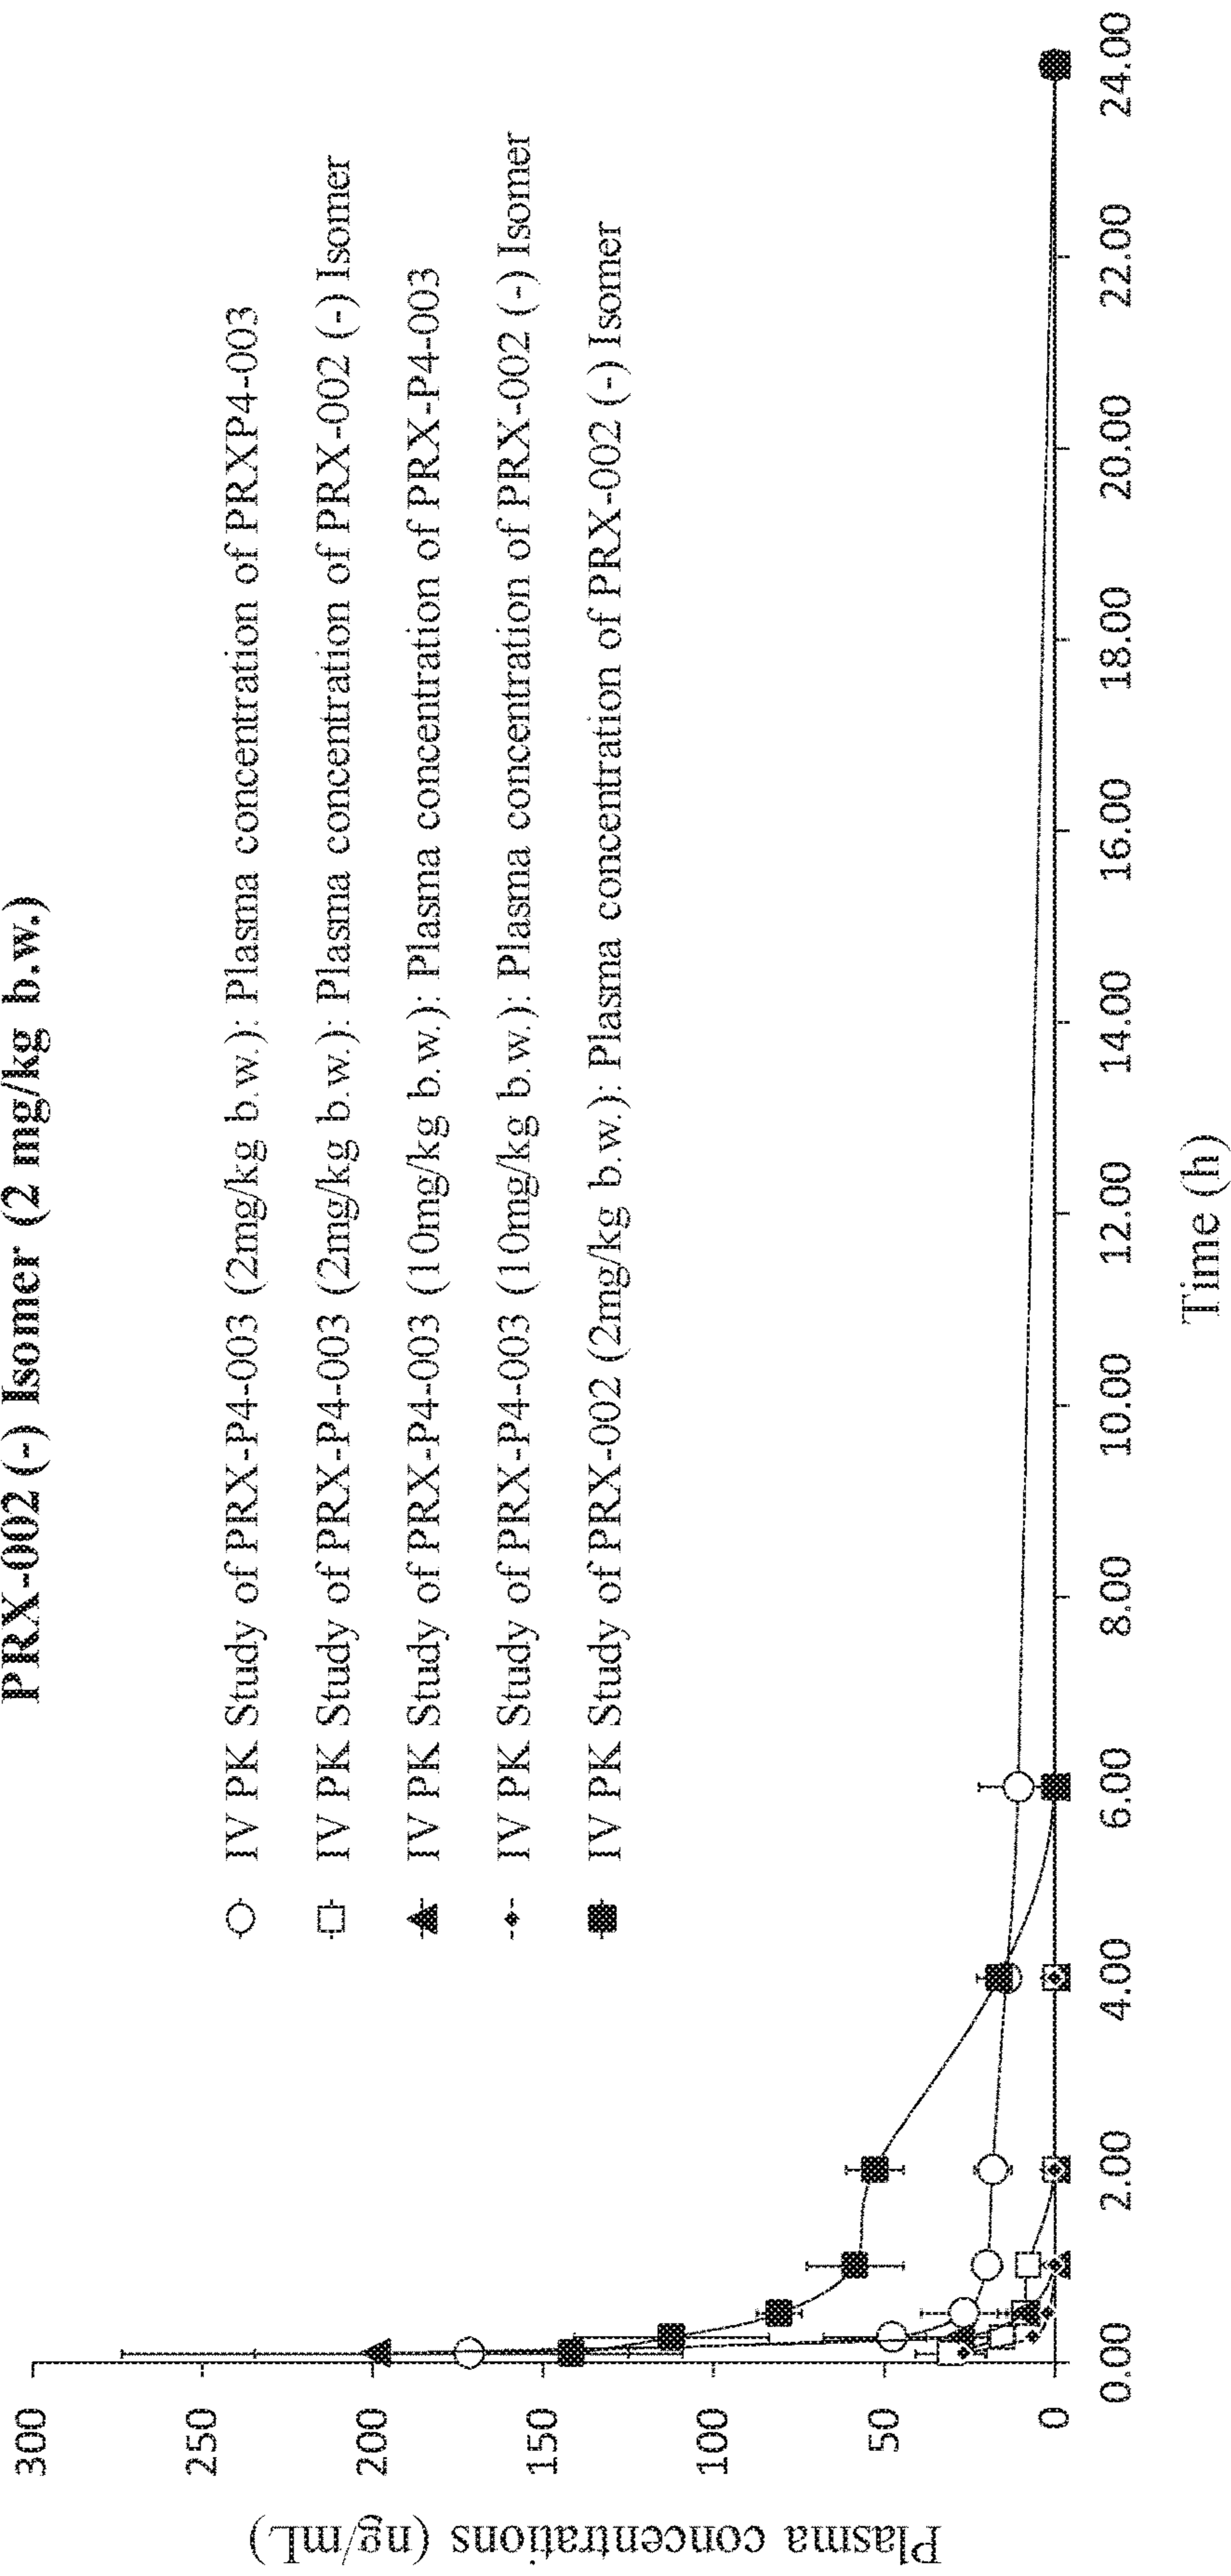 PRX-002 (-) Isomer (2 mg/kg b.w.)
IV PK Study of PRX-P4-003 (2mg/kg b.w.): Plasma concentration of PRXP4-003
IV PK Study of PRX-P4-003 (2mg/kg b.w.): Plasma concentration of PRX-002 (-) Isomer
IV PK Study of PRX-P4-003 (10mg/kg b.w.): Plasma concentration of PRX-P4-003
IV PK Study of PRX-P4-003 (10mg/kg b.w.): Plasma concentration of PRX-002 (-) Isomer
IV PK Study of PRX-002 (2mg/kg b.w.): Plasma concentration of PRX-002 (-) Isomer
Plasma concentrations (ng/mL)
300
250
200
150
100
50
0
0.00 2.00 4.00 6.00 8.00 10.00 12.00 14.00 16.00 18.00 20.00 22.00 24.00
Time (h)